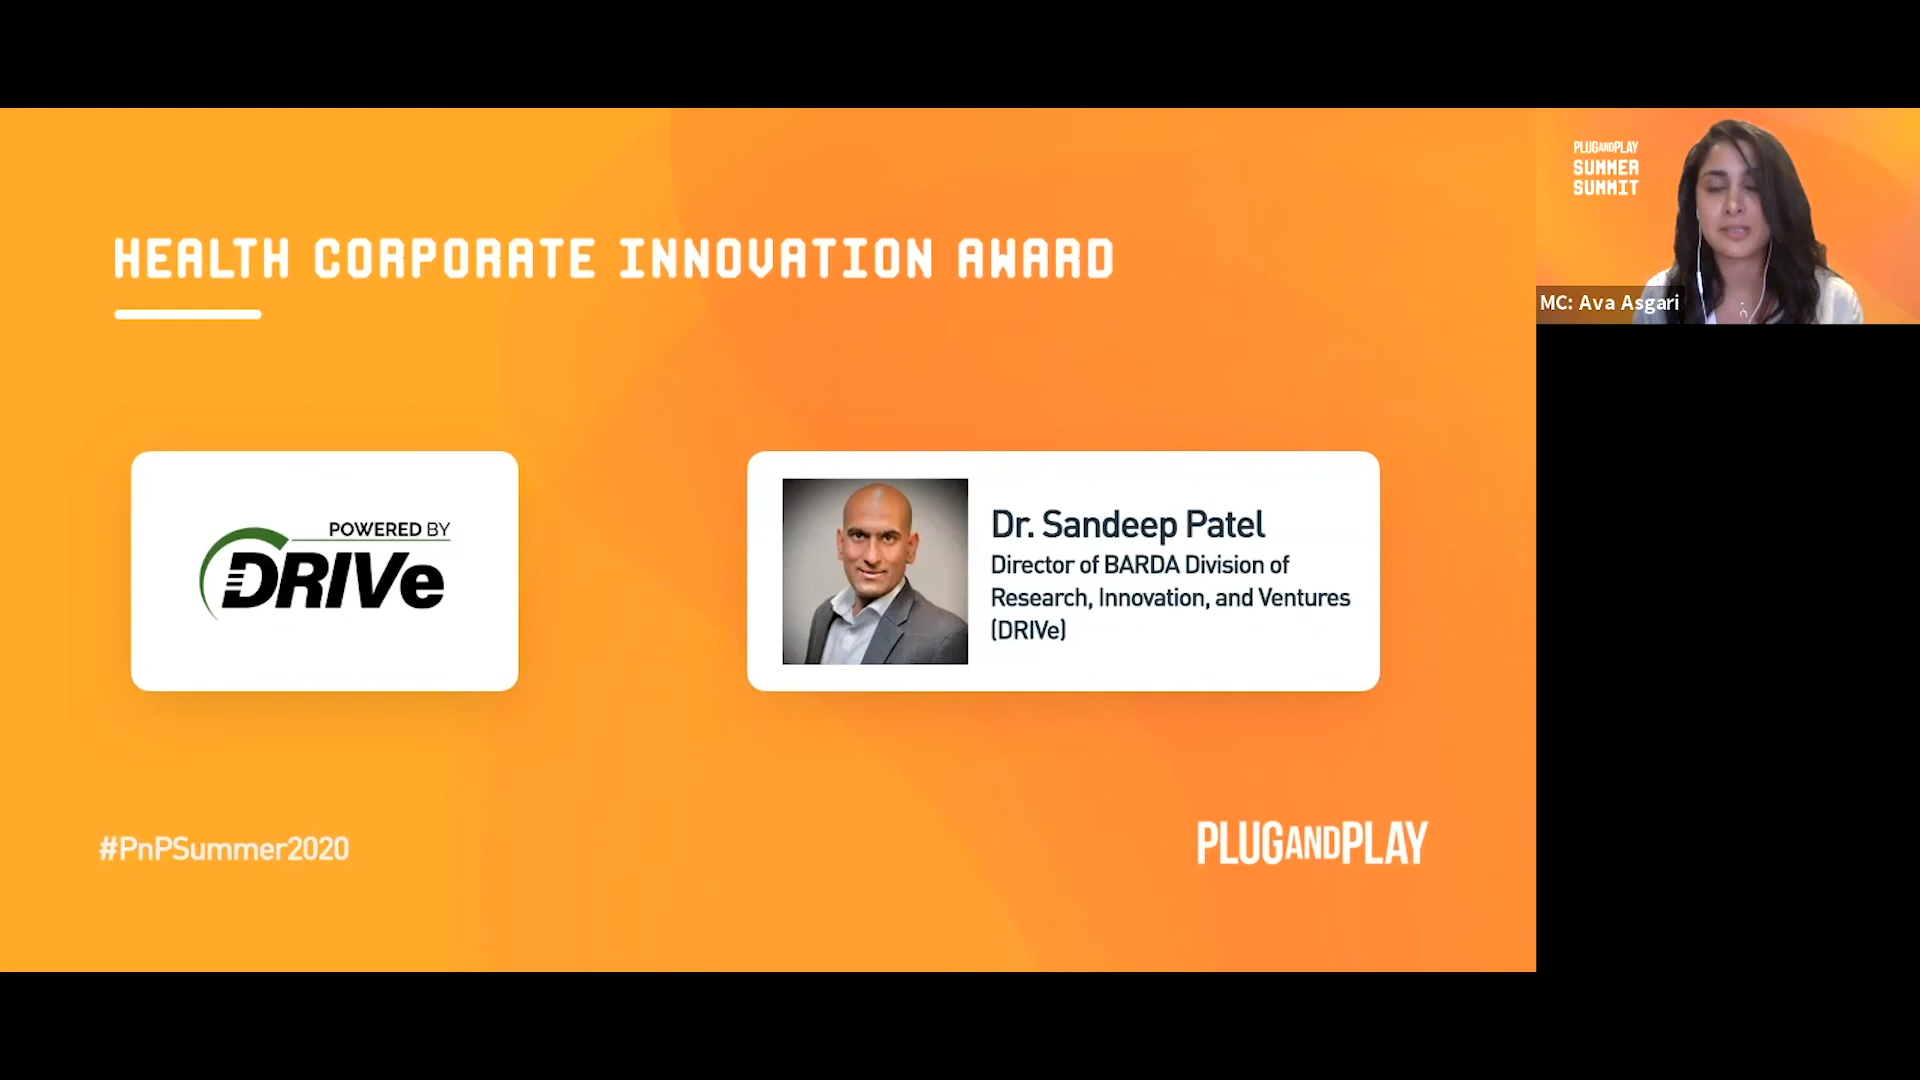 HEALTH CORPORATE INNOVATION AWARD
POWERED BY
DRIVe
Dr. Sandeep Patel
Director of BARDA Division of
Research, Innovation, and Ventures
(DRIVe)
#PnPSummer2020
PLUGANDPLAY
PLUGANDPLAY
SUMMER
SUMMIT
MC: Ava Asgari